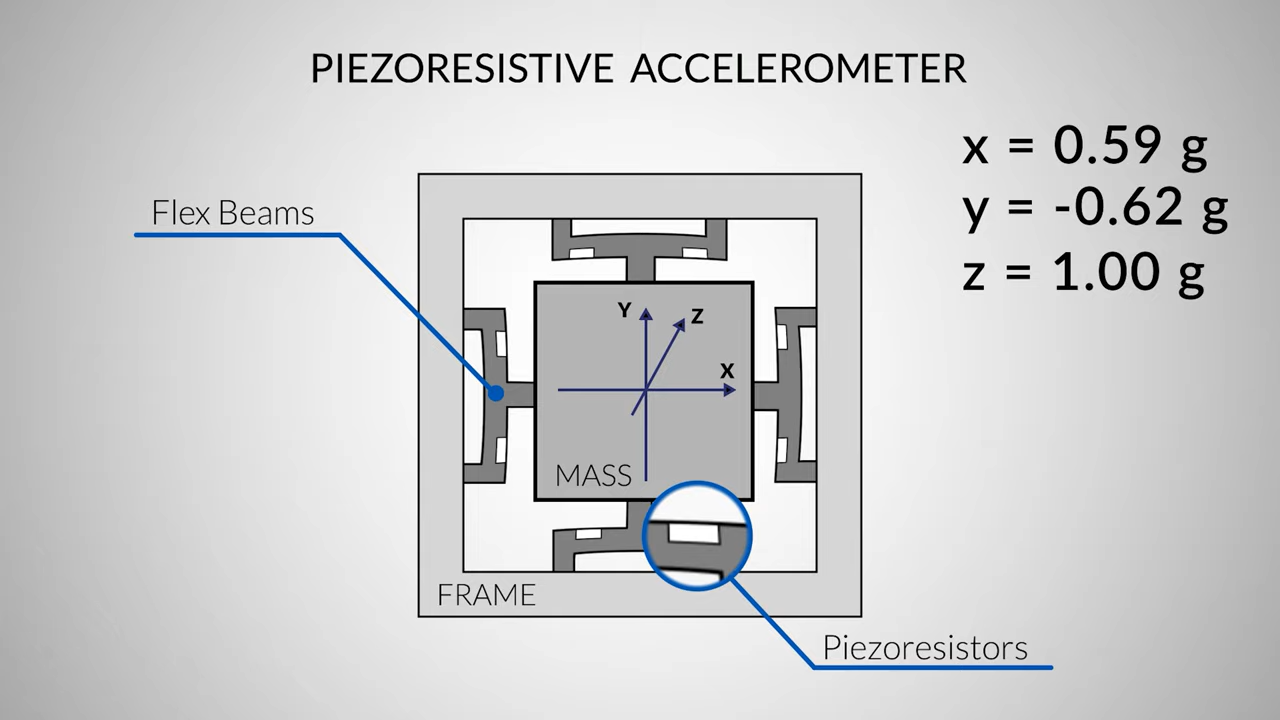 PIEZORESISTIVE ACCELEROMETER
x = 0.59 g
y = -0.62 g
z = 1.00 g
Flex Beams
Y
Z
X
MASS
FRAME
Piezoresistors